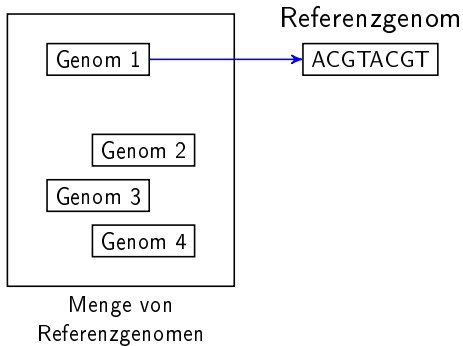 Referenzgenom
Genom 1
ACGTACGT
Genom 2
Genom 3
Genom 4
Menge von
Referenzgenomen